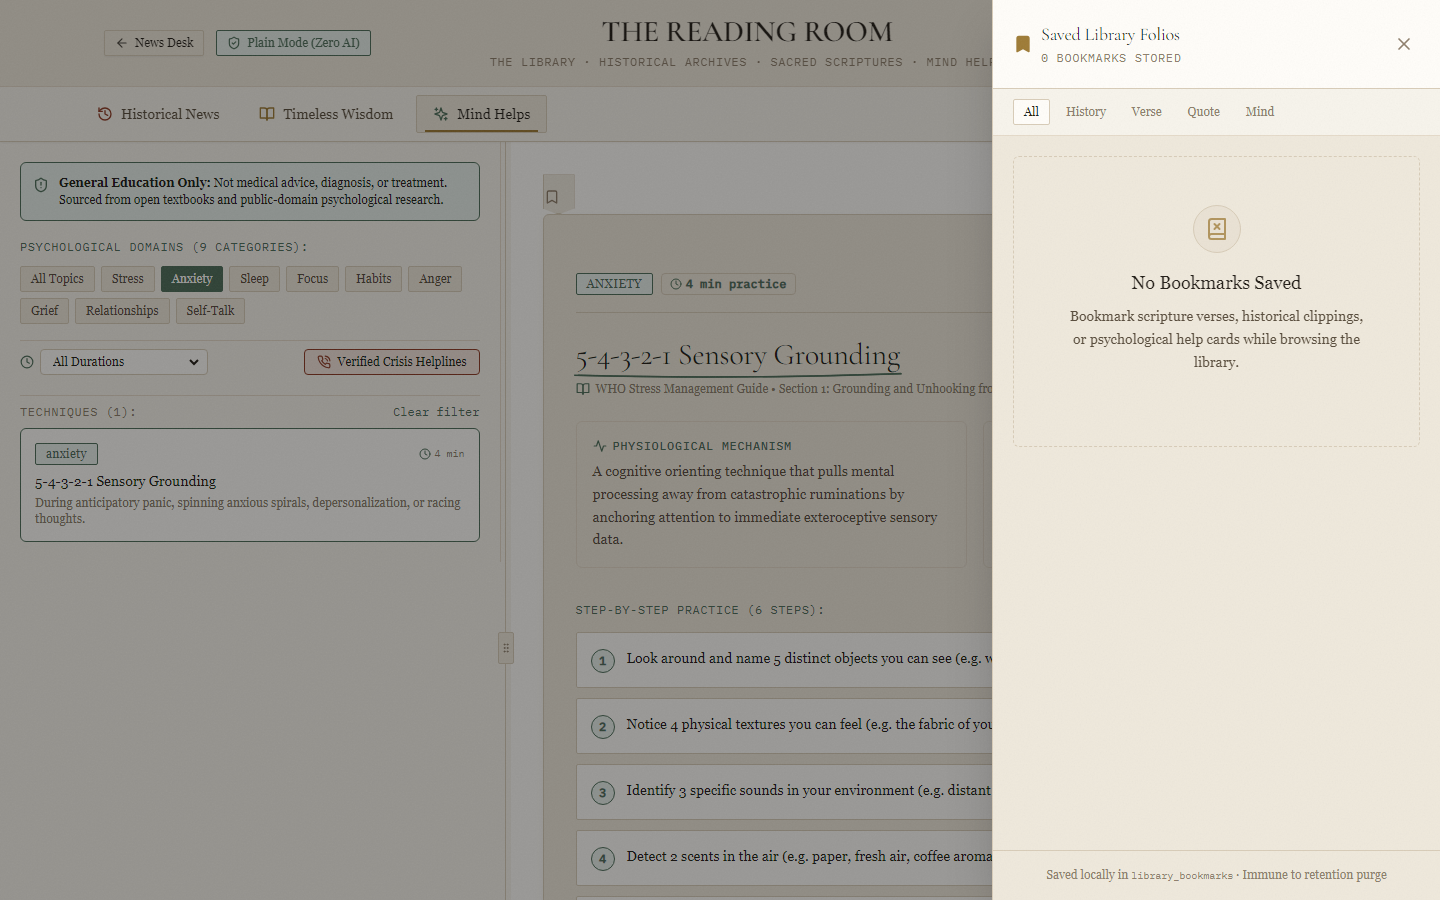 News Desk
Plain Mode (Zero AI)
THE READING ROOM
THE LIBRARY · HISTORICAL ARCHIVES · SACRED SCRIPTURES · MIND HELP
Historical News
Timeless Wisdom
Mind Helps
General Education Only: Not medical advice, diagnosis, or treatment.
Sourced from open textbooks and public-domain psychological research.
PSYCHOLOGICAL DOMAINS (9 CATEGORIES):
All Topics
Stress
Anxiety
Sleep
Focus
Habits
Anger
Grief
Relationships
Self-Talk
All Durations
Verified Crisis Helplines
TECHNIQUES (1):
Clear filter
anxiety
4 min
5-4-3-2-1 Sensory Grounding
During anticipatory panic, spinning anxious spirals, depersonalization, or racing
thoughts.
ANXIETY
4 min practice
5-4-3-2-1 Sensory Grounding
WHO Stress Management Guide • Section 1: Grounding and Unhooking fro
PHYSIOLOGICAL MECHANISM
A cognitive orienting technique that pulls mental
processing away from catastrophic ruminations by
anchoring attention to immediate exteroceptive sensory
data.
STEP-BY-STEP PRACTICE (6 STEPS):
1 Look around and name 5 distinct objects you can see (e.g. w
2 Notice 4 physical textures you can feel (e.g. the fabric of you
3 Identify 3 specific sounds in your environment (e.g. distant
4 Detect 2 scents in the air (e.g. paper, fresh air, coffee aroma
Saved Library Folios
0 BOOKMARKS STORED
All
History
Verse
Quote
Mind
No Bookmarks Saved
Bookmark scripture verses, historical clippings,
or psychological help cards while browsing the
library.
Saved locally in library_bookmarks · Immune to retention purge